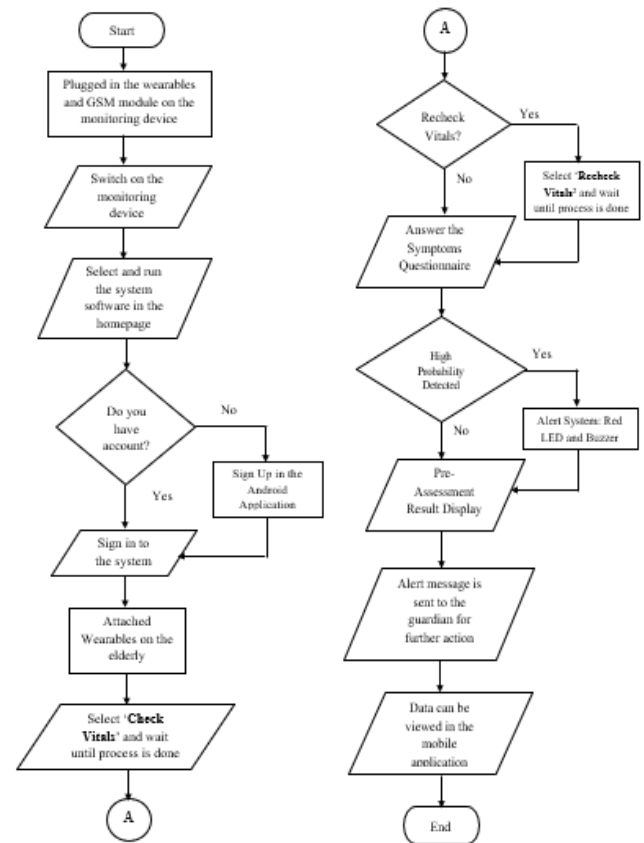 Start
Plugged in the wearables
and GSM module on the
monitoring device
Switch on the
monitoring
device
Select and run
the system
software in the
homepage
Do you
have
account?
No
Sign Up in the
Android
Application
Yes
Sign in to
the system
Attached
Wearables on the
elderly
Select ‘Check
Vitals’ and wait
until process is done
A
A
Recheck
Vitals?
Yes
Select ‘Recheck
Vitals’ and wait
until process is done
No
Answer the
Symptoms
Questionnaire
High
Probability
Detected
Yes
Alert System: Red
LED and Buzzer
No
Pre-
Assessment
Result Display
Alert message is
sent to the
guardian for
further action
Data can be
viewed in the
mobile
application
End